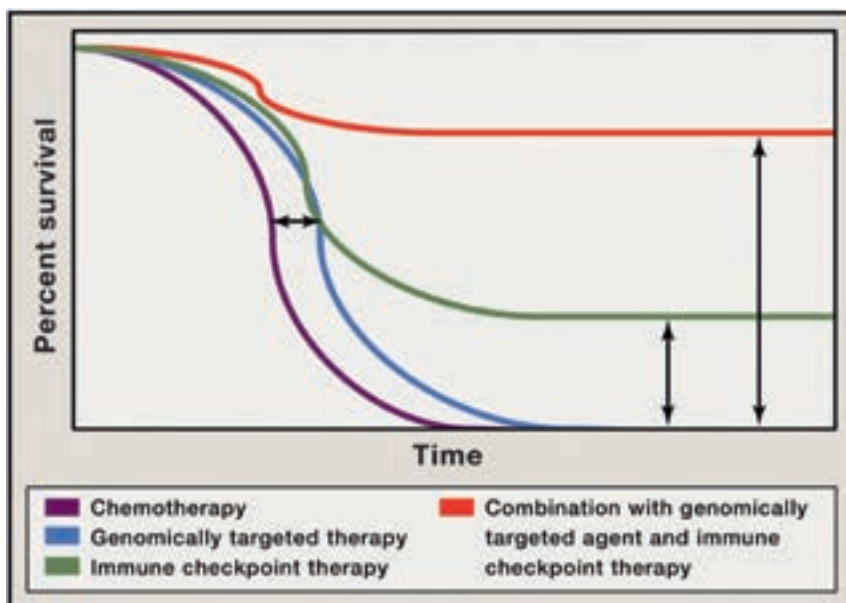 Percent survival
Time
Chemotherapy
Genomically targeted therapy
Immune checkpoint therapy
Combination with genomically
targeted agent and immune
checkpoint therapy